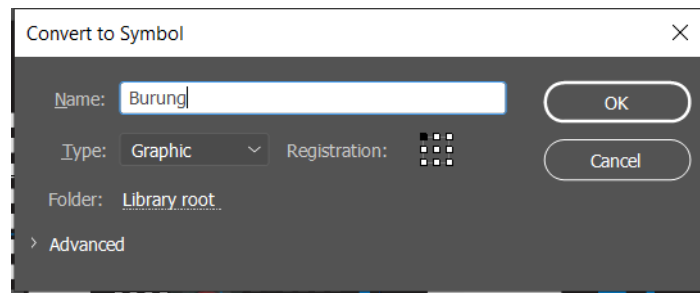 Convert to Symbol
Name: Burung OK
Type: Graphic Registration: Cancel
Folder: Library root
Advanced